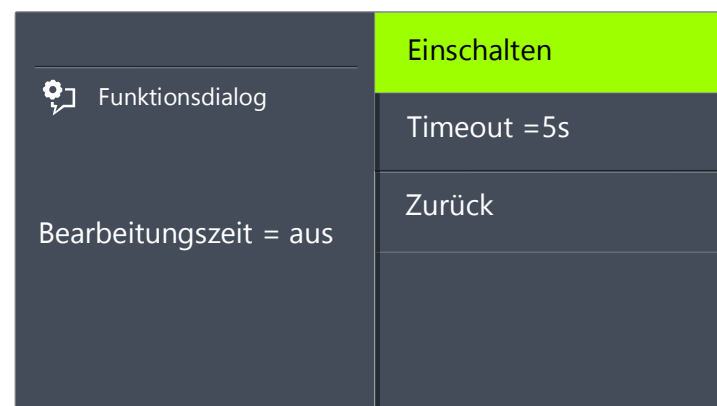 Funktionsdialog
Bearbeitungszeit = aus
Einschalten
Timeout =5s
Zurück